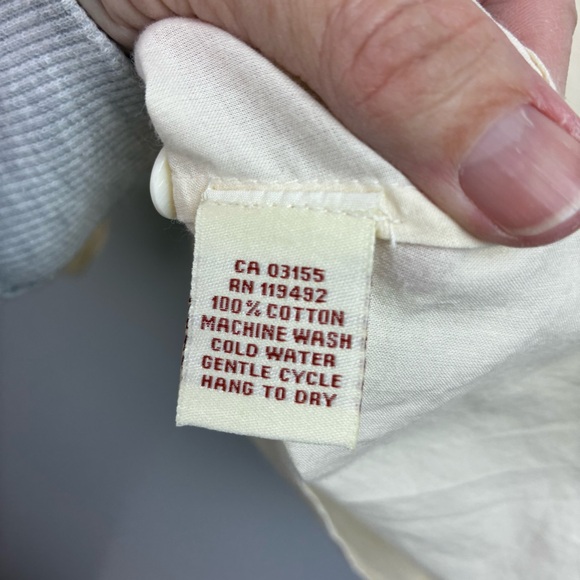 CA 03155
RN 119492
100% COTTON
MACHINE WASH
COLD WATER
GENTLE CYCLE
HANG TO DRY